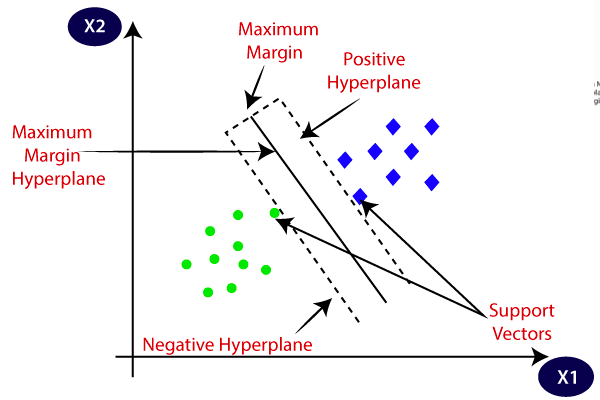 X2
Maximum
Margin
Positive
Hyperplane
Maximum
Margin
Hyperplane
Support
Vectors
Negative Hyperplane
X1